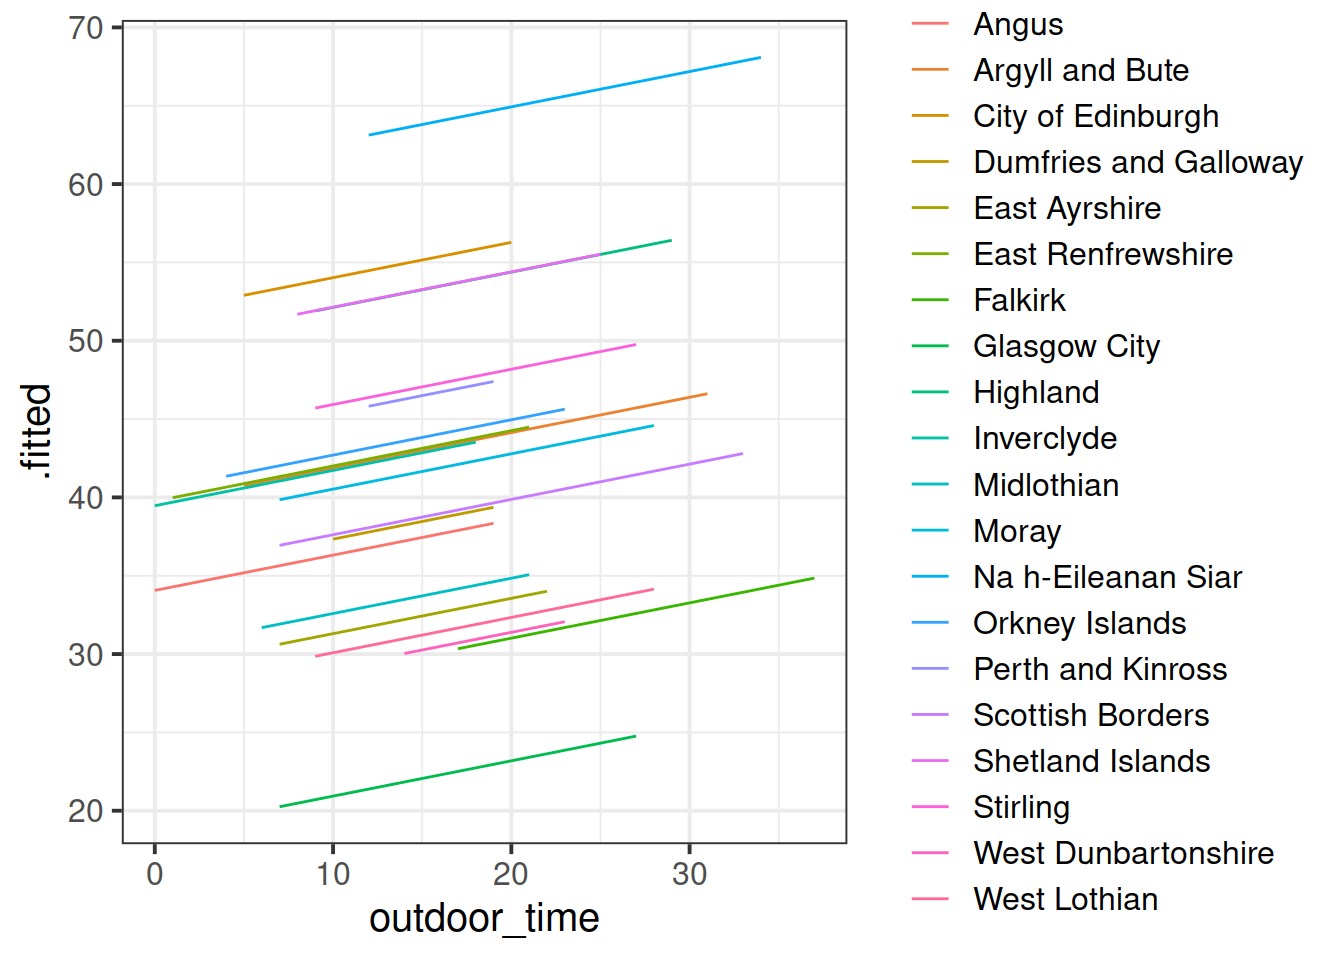 70
60
50
40
30
20
.fitted
0
10
20
30
outdoor_time
Angus
Argyll and Bute
City of Edinburgh
Dumfries and Galloway
East Ayrshire
East Renfrewshire
Falkirk
Glasgow City
Highland
Inverclyde
Midlothian
Moray
Na h-Eileanan Siar
Orkney Islands
Perth and Kinross
Scottish Borders
Shetland Islands
Stirling
West Dunbartonshire
West Lothian